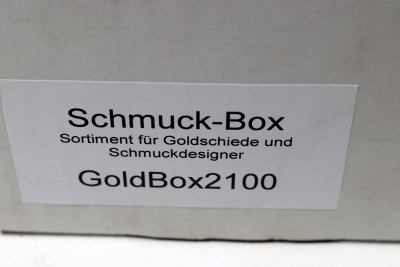 Schmuck-Box
Sortiment für Goldschiede und
Schmuckdesigner
GoldBox2100